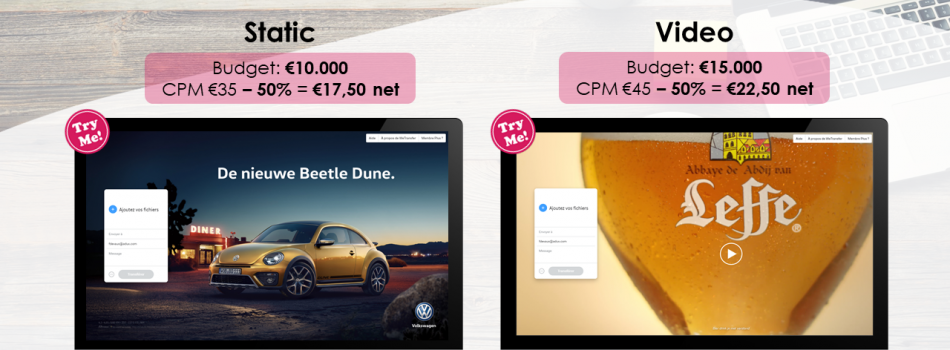 Static
Budget: €10.000
CPM €35 – 50% = €17,50 net
Try
Me!
De nieuwe Beetle Dune.
Ajoutez vos fichiers
Message
DINER
Volkswagen
Video
Budget: €15.000
CPM €45 – 50% = €22,50 net
Try
Me!
Abbaye de Abdij van
Leffe
®
Ajoutez vos fichiers
Message